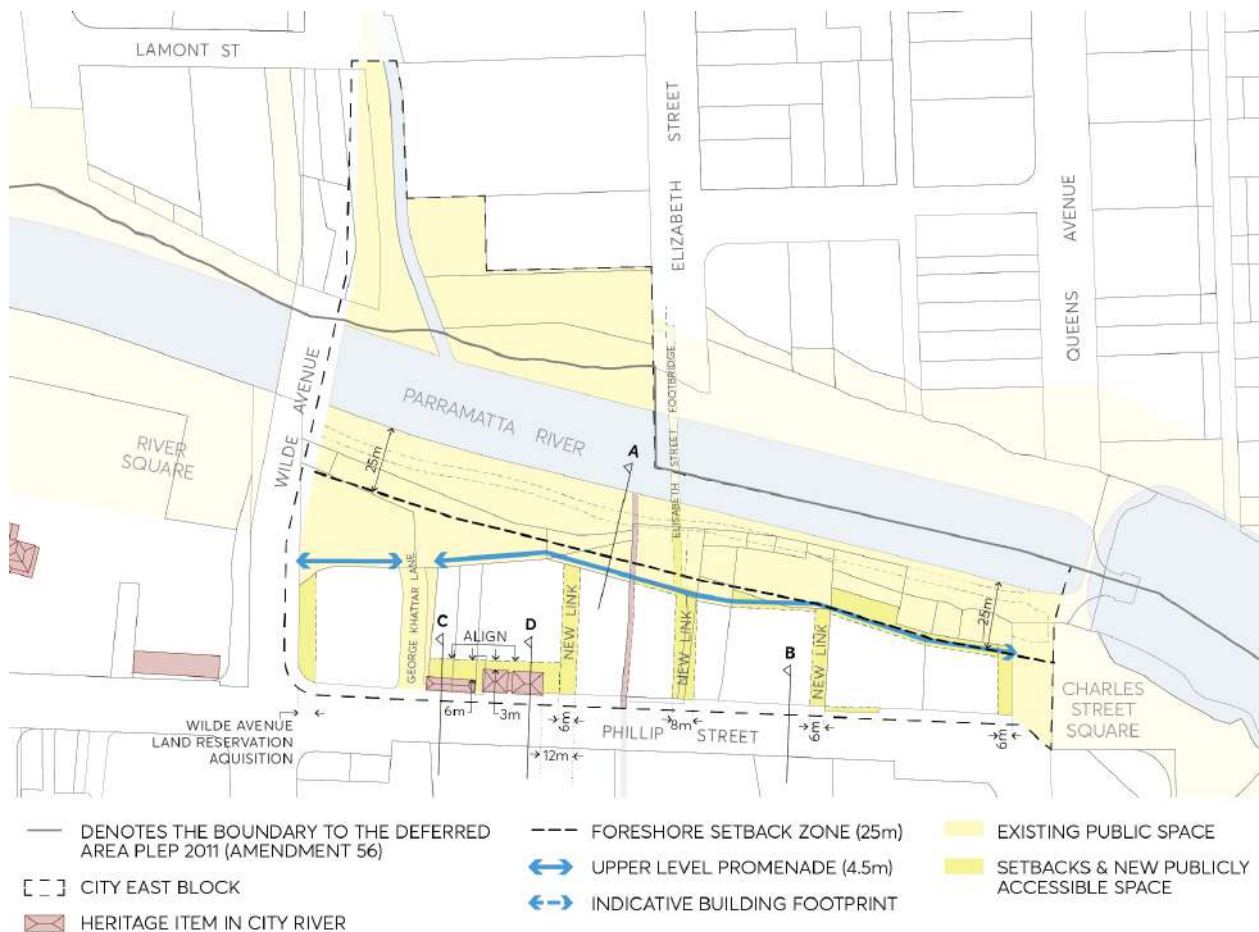 LAMONT ST
ELIZABETH STREET
QUEENS AVENUE
WILDE AVENUE
PARRAMATTA RIVER
ELISABETH STREET FOOTBRIDGE
RIVER
SQUARE
25m
A
GEORGE KHATTAR LANE
C
ALIGN
D
NEW LINK
NEW LINK
B
NEW LINK
25m
6m
3m
6m
8m
6m
6m
12m
PHILLIP STREET
CHARLES
STREET
SQUARE
WILDE AVENUE
LAND RESERVATION
AQUISITION
DENOTES THE BOUNDARY TO THE DEFERRED
AREA PLEP 2011 (AMENDMENT 56)
CITY EAST BLOCK
HERITAGE ITEM IN CITY RIVER
FORESHORE SETBACK ZONE (25m)
UPPER LEVEL PROMENADE (4.5m)
INDICATIVE BUILDING FOOTPRINT
EXISTING PUBLIC SPACE
SETBACKS & NEW PUBLICLY
ACCESSIBLE SPACE